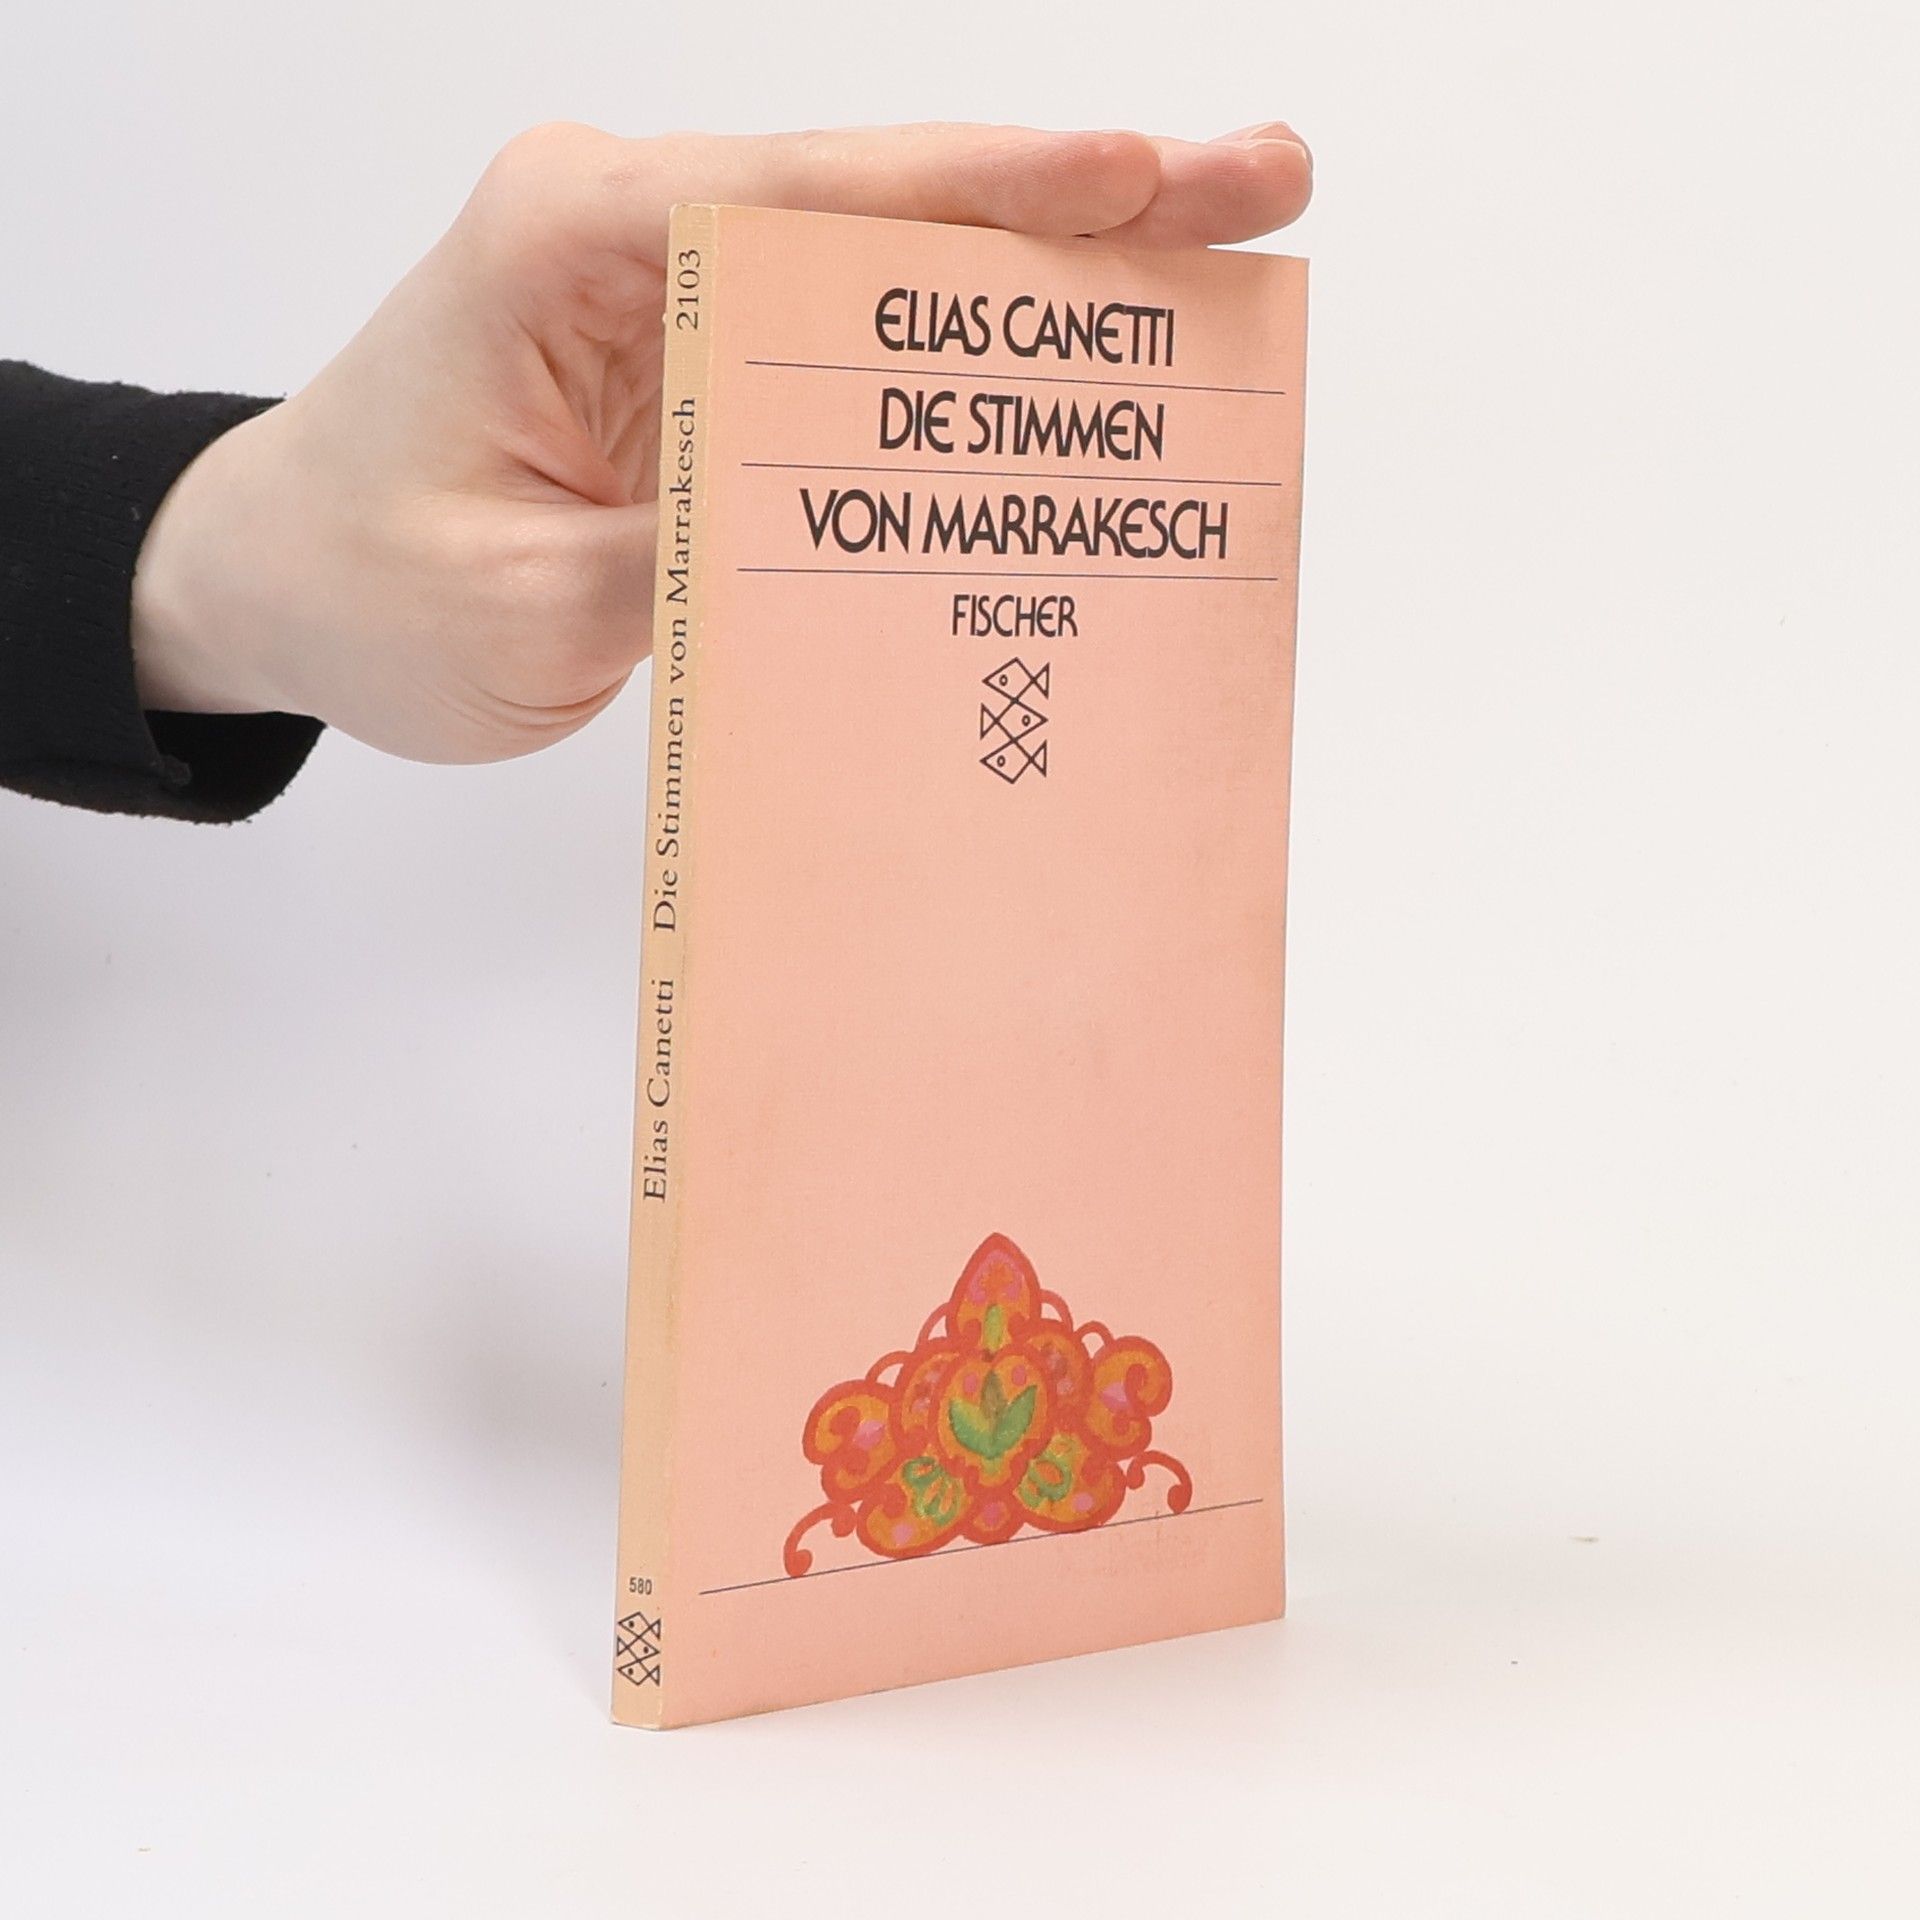 ELIAS CANETTI
DIE STIMMEN
VON MARRAKESCH
FISCHER
Elias Canetti Die Stimmen von Marrakesch 2103
580